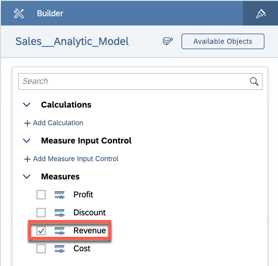 Builder
Sales__Analytic_Model
Available Objects
Search
Calculations
+ Add Calculation
Measure Input Control
+ Add Measure Input Control
Measures
Profit
Discount
Revenue
Cost